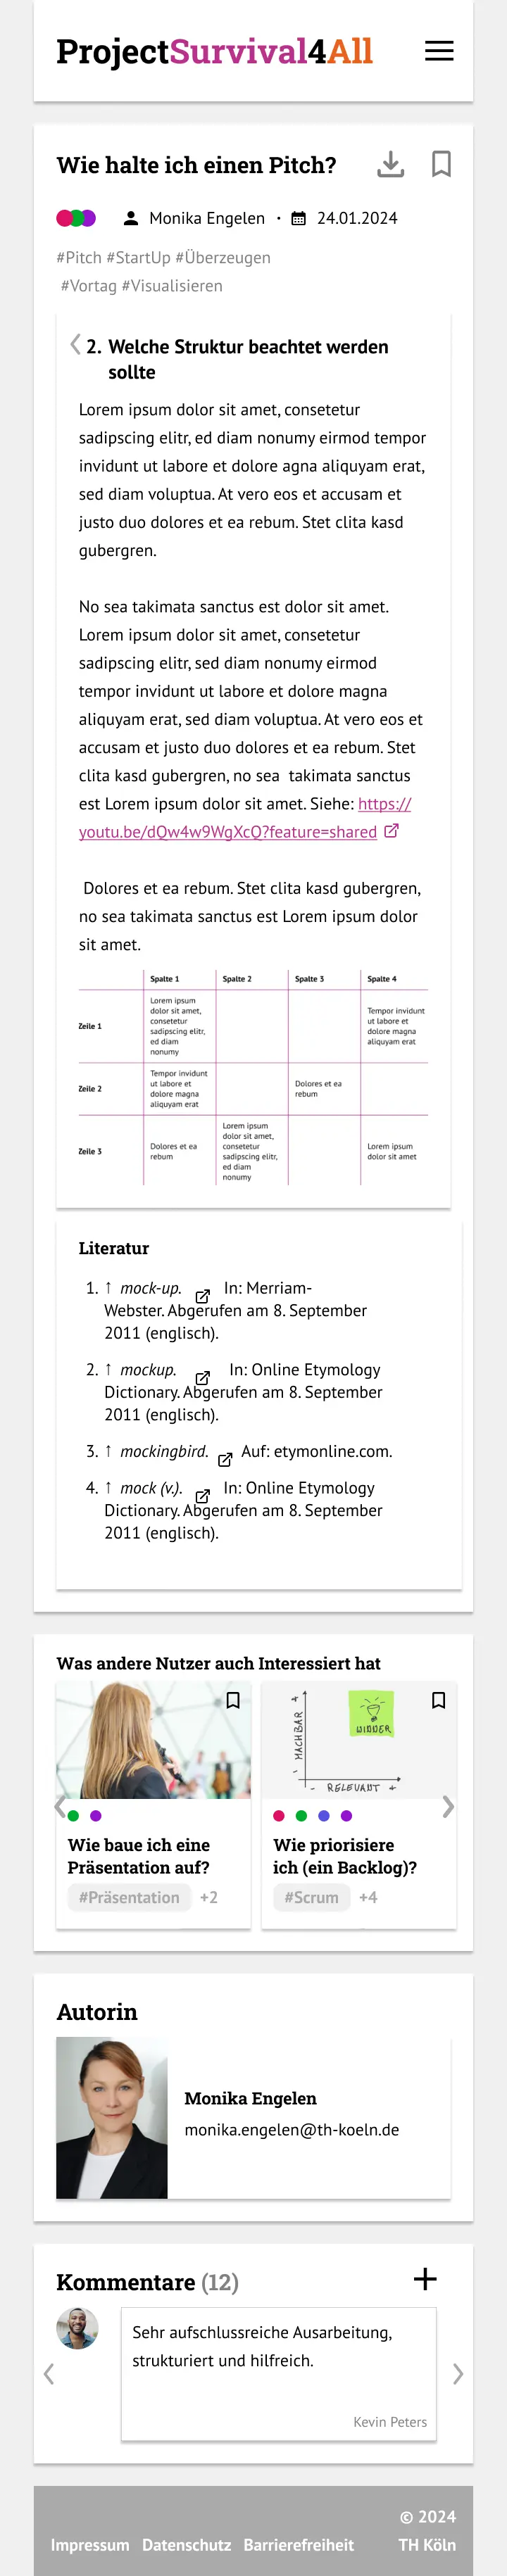 ProjectSurvival4All
Wie halte ich einen Pitch?
Monika Engelen · 24.01.2024
#Pitch #StartUp #Überzeugen
#Vortag #Visualisieren
2. Welche Struktur beachtet werden
sollte
Lorem ipsum dolor sit amet, consetetur
sadipscing elitr, ed diam nonumy eirmod tempor
invidunt ut labore et dolore agna aliquyam erat,
sed diam voluptua. At vero eos et accusam et
justo duo dolores et ea rebum. Stet clita kasd
gubergren.
No sea takimata sanctus est dolor sit amet.
Lorem ipsum dolor sit amet, consetetur
sadipscing elitr, sed diam nonumy eirmod
tempor invidunt ut labore et dolore magna
aliquyam erat, sed diam voluptua. At vero eos et
accusam et justo duo dolores et ea rebum. Stet
clita kasd gubergren, no sea takimata sanctus
est Lorem ipsum dolor sit amet. Siehe: https://
youtu.be/dQw4w9WgXcQ?feature=shared
Dolores et ea rebum. Stet clita kasd gubergren,
no sea takimata sanctus est Lorem ipsum dolor
sit amet.
Spalte 1 Spalte 2 Spalte 3 Spalte 4
Zeile 1
Lorem ipsum
dolor sit amet,
consetetur
sadipscing elitr,
ed diam
nonumy
Tempor invidunt
ut labore et
dolore magna
aliquyam erat
Zeile 2
Tempor invidunt
ut labore et
dolore magna
aliquyam erat
Dolores et ea
rebum
Zeile 3
Dolores et ea
rebum
Lorem ipsum
dolor sit amet,
consetetur
sadipscing elitr,
ed diam
nonumy
Lorem ipsum
dolor sit amet
Literatur
1. ↑ mock-up. In: Merriam-
Webster. Abgerufen am 8. September
2011 (englisch).
2. ↑ mockup. In: Online Etymology
Dictionary. Abgerufen am 8. September
2011 (englisch).
3. ↑ mockingbird. Auf: etymonline.com.
4. ↑ mock (v.). In: Online Etymology
Dictionary. Abgerufen am 8. September
2011 (englisch).
Was andere Nutzer auch Interessiert hat
Wie baue ich eine
Präsentation auf?
#Präsentation +2
MACHBAR
WINNER
RELEVANT
Wie priorisiere
ich (ein Backlog)?
#Scrum +4
Autorin
Monika Engelen
monika.engelen@th-koeln.de
Kommentare (12)
Sehr aufschlussreiche Ausarbeitung,
strukturiert und hilfreich.
Kevin Peters
© 2024
Impressum Datenschutz Barrierefreiheit TH Köln